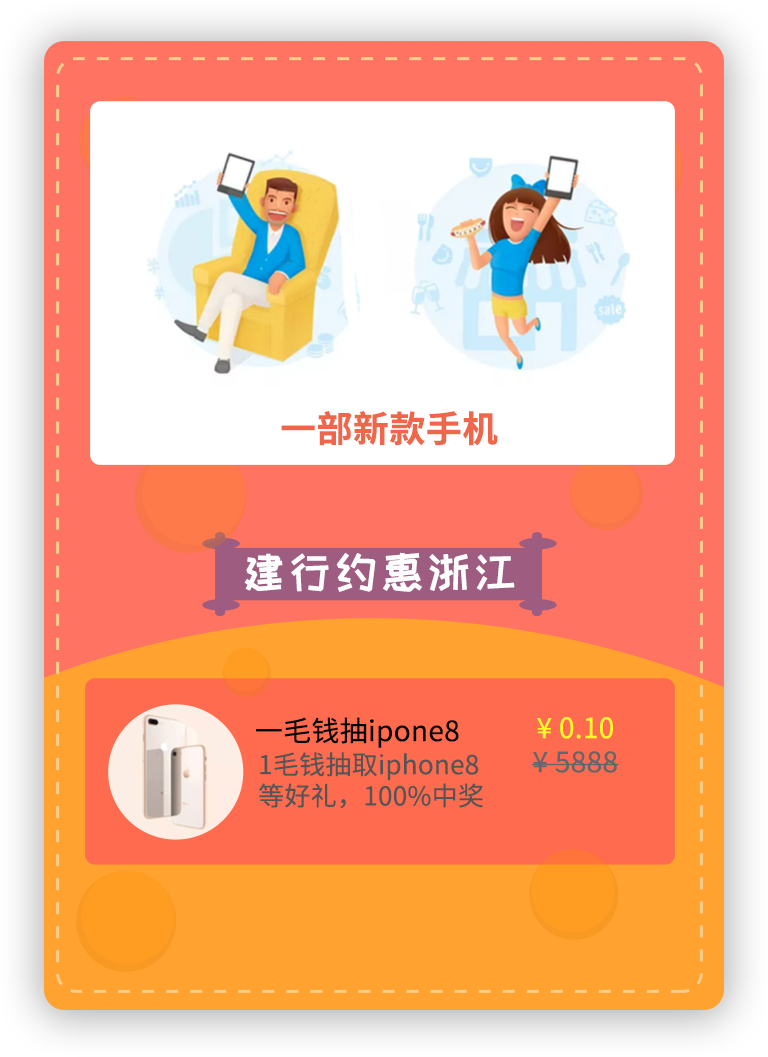 sale
一部新款手机
建行约惠浙江
一毛钱抽ipone8
¥ 0.10
1毛钱抽取iphone8
¥ 5888
等好礼，100%中奖